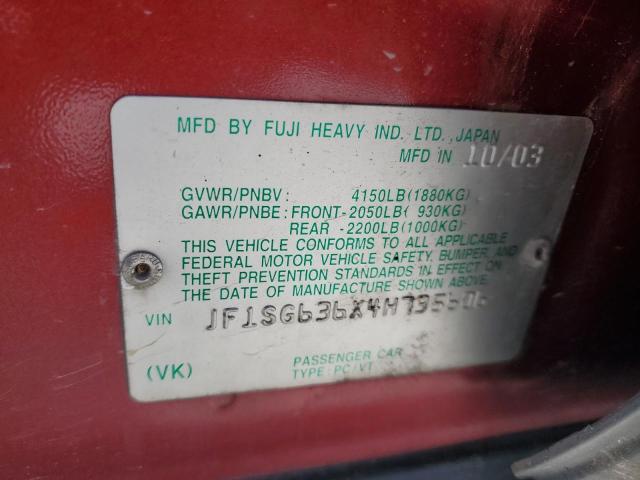 MFD BY FUJI HEAVY IND. LTD., JAPAN
MFD IN 10/03
GVWR/PNBV: 4150LB(1880KG)
GAWR/PNBE: FRONT-2050LB( 930KG)
REAR -2200LB(1000KG)
THIS VEHICLE CONFORMS TO ALL APPLICABLE
FEDERAL MOTOR VEHICLE SAFETY, BUMPER, AND
THEFT PREVENTION STANDARDS IN EFFECT ON
THE DATE OF MANUFACTURE SHOWN ABOVE.
VIN JF1SG636X4H735606
(VK) PASSENGER CAR
TYPE: PC/VT